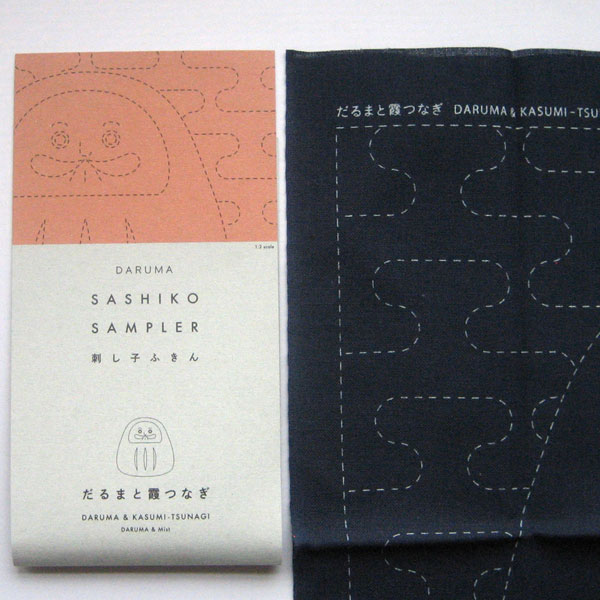 1:2 scale
DARUMA
SASHIKO
SAMPLER
刺し子ふきん
だるまと霞つなぎ
DARUMA & KASUMI-TSUNAGI
DARUMA & Mist
だるまと霞つなぎ DARUMA & KASUMI-TSU